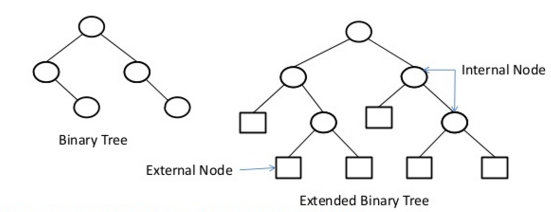 Internal Node
Binary Tree
External Node
Extended Binary Tree